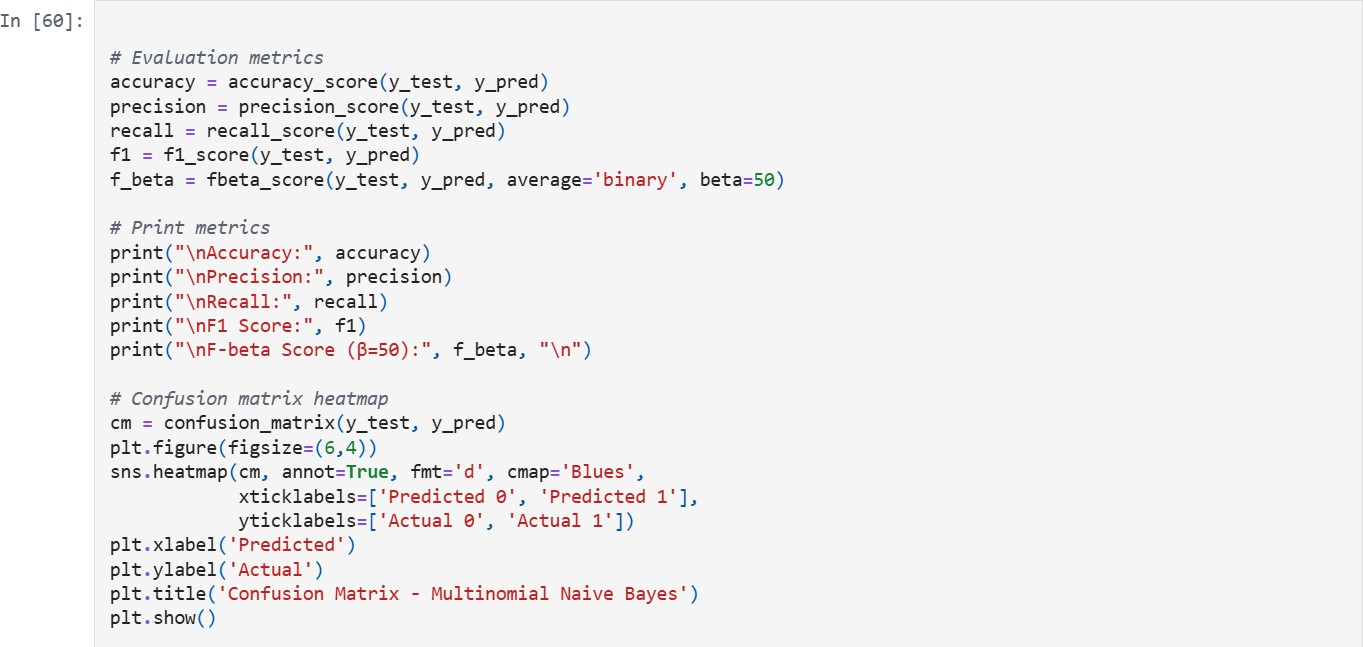 In [60]:
# Evaluation metrics
accuracy = accuracy_score(y_test, y_pred)
precision = precision_score(y_test, y_pred)
recall = recall_score(y_test, y_pred)
f1 = f1_score(y_test, y_pred)
f_beta = fbeta_score(y_test, y_pred, average='binary', beta=50)

# Print metrics
print("\nAccuracy:", accuracy)
print("\nPrecision:", precision)
print("\nRecall:", recall)
print("\nF1 Score:", f1)
print("\nF-beta Score (β=50):", f_beta, "\n")

# Confusion matrix heatmap
cm = confusion_matrix(y_test, y_pred)
plt.figure(figsize=(6,4))
sns.heatmap(cm, annot=True, fmt='d', cmap='Blues',
            xticklabels=['Predicted 0', 'Predicted 1'],
            yticklabels=['Actual 0', 'Actual 1'])
plt.xlabel('Predicted')
plt.ylabel('Actual')
plt.title('Confusion Matrix - Multinomial Naive Bayes')
plt.show()